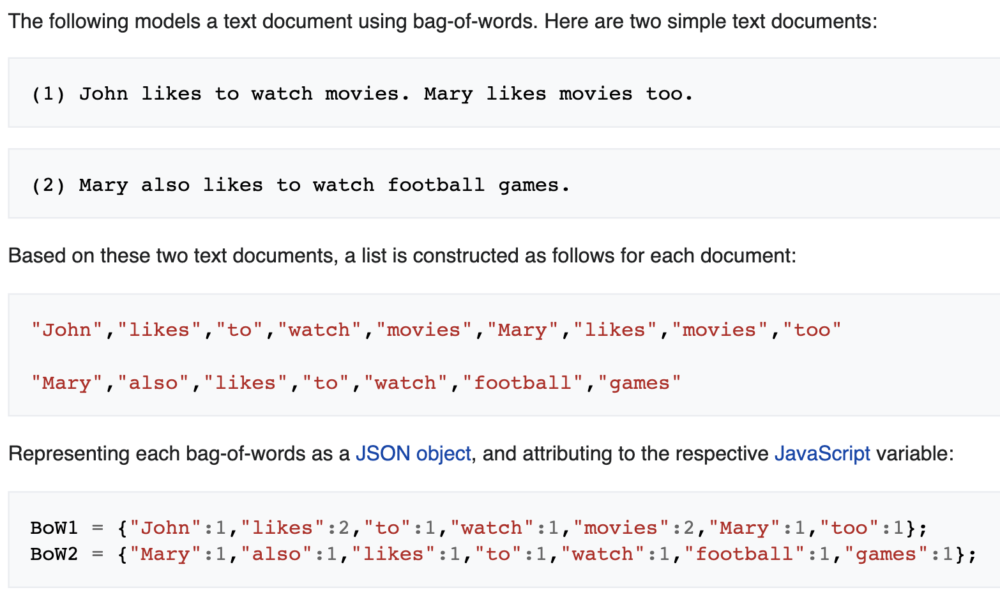 The following models a text document using bag-of-words. Here are two simple text documents:
(1) John likes to watch movies. Mary likes movies too.
(2) Mary also likes to watch football games.
Based on these two text documents, a list is constructed as follows for each document:
"John","likes","to","watch","movies","Mary","likes","movies","too"
"Mary","also","likes","to","watch","football","games"
Representing each bag-of-words as a JSON object, and attributing to the respective JavaScript variable:
BoW1 = {"John":1,"likes":2,"to":1,"watch":1,"movies":2,"Mary":1,"too":1};
BoW2 = {"Mary":1,"also":1,"likes":1,"to":1,"watch":1,"football":1,"games":1};